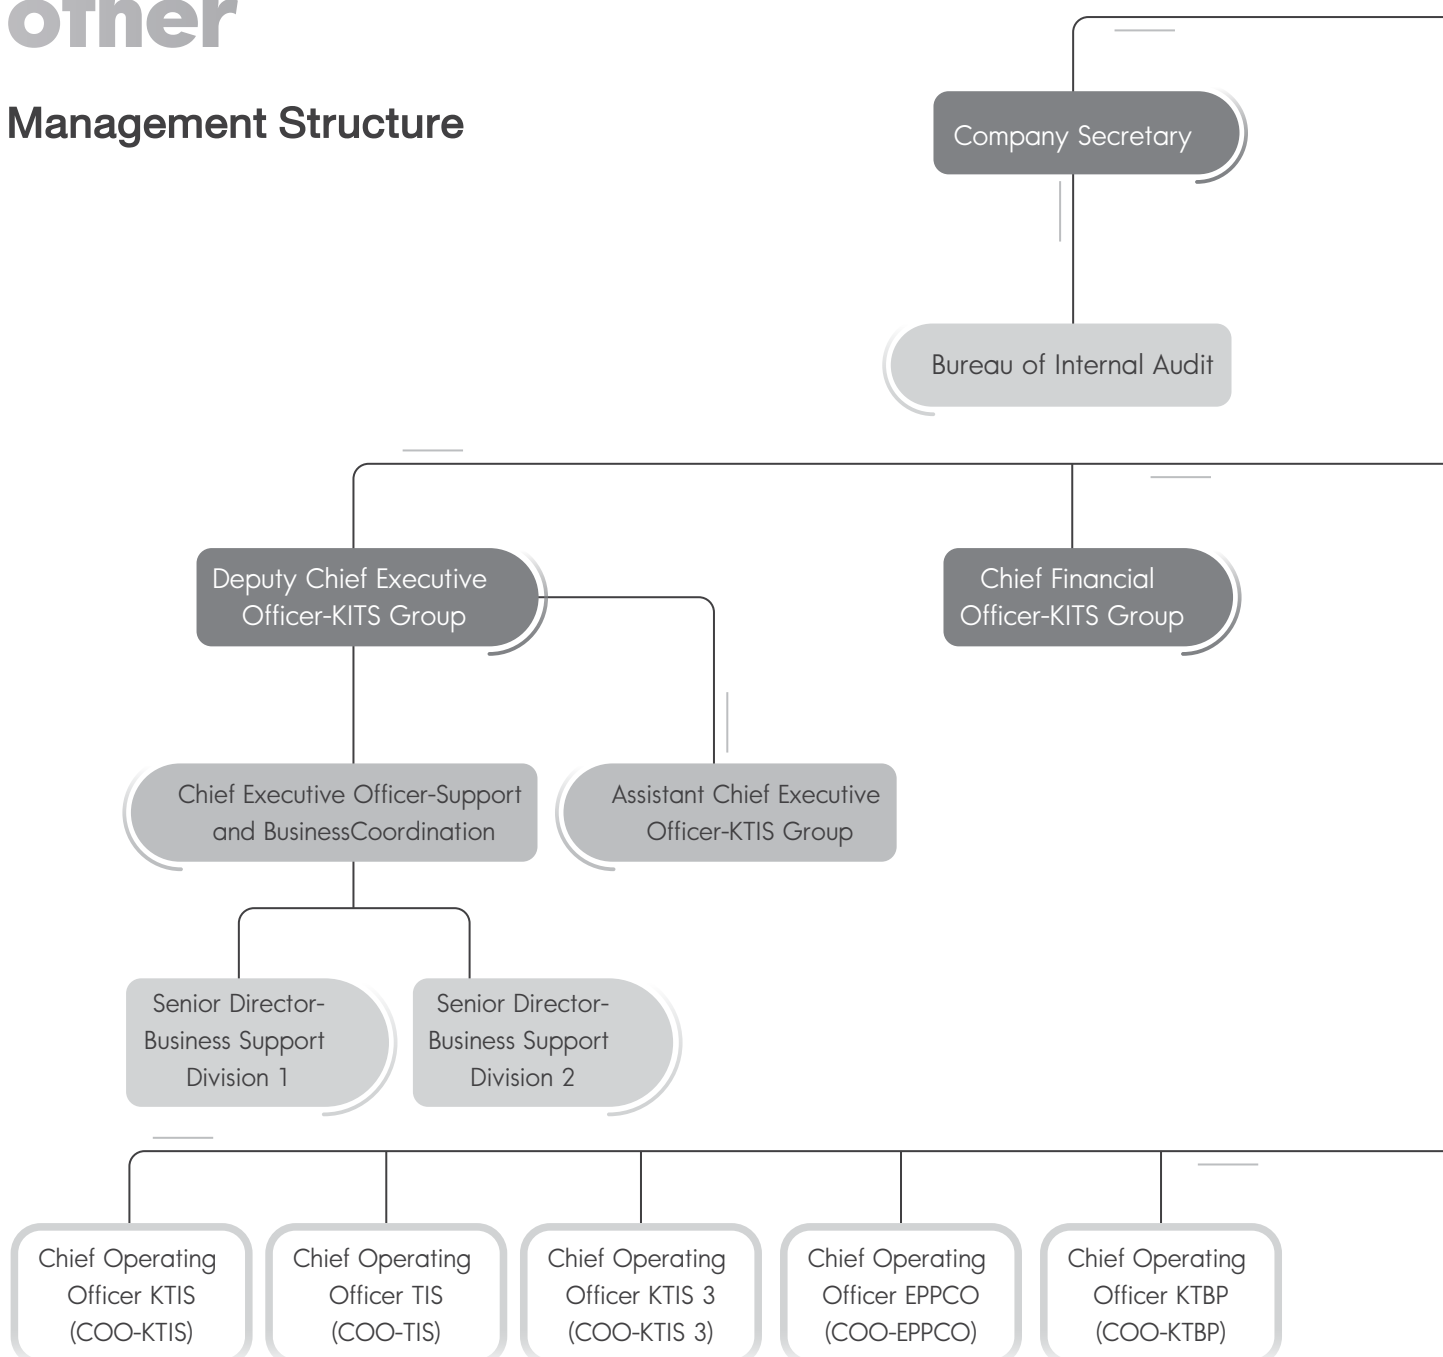 other
Management Structure
Company Secretary
Bureau of Internal Audit
Deputy Chief Executive
Officer-KITS Group
Chief Financial
Officer-KITS Group
Chief Executive Officer-Support
and BusinessCoordination
Assistant Chief Executive
Officer-KTIS Group
Senior Director-
Business Support
Division 1
Senior Director-
Business Support
Division 2
Chief Operating
Officer KTIS
(COO-KTIS)
Chief Operating
Officer TIS
(COO-TIS)
Chief Operating
Officer KTIS 3
(COO-KTIS 3)
Chief Operating
Officer EPPCO
(COO-EPPCO)
Chief Operating
Officer KTBP
(COO-KTBP)